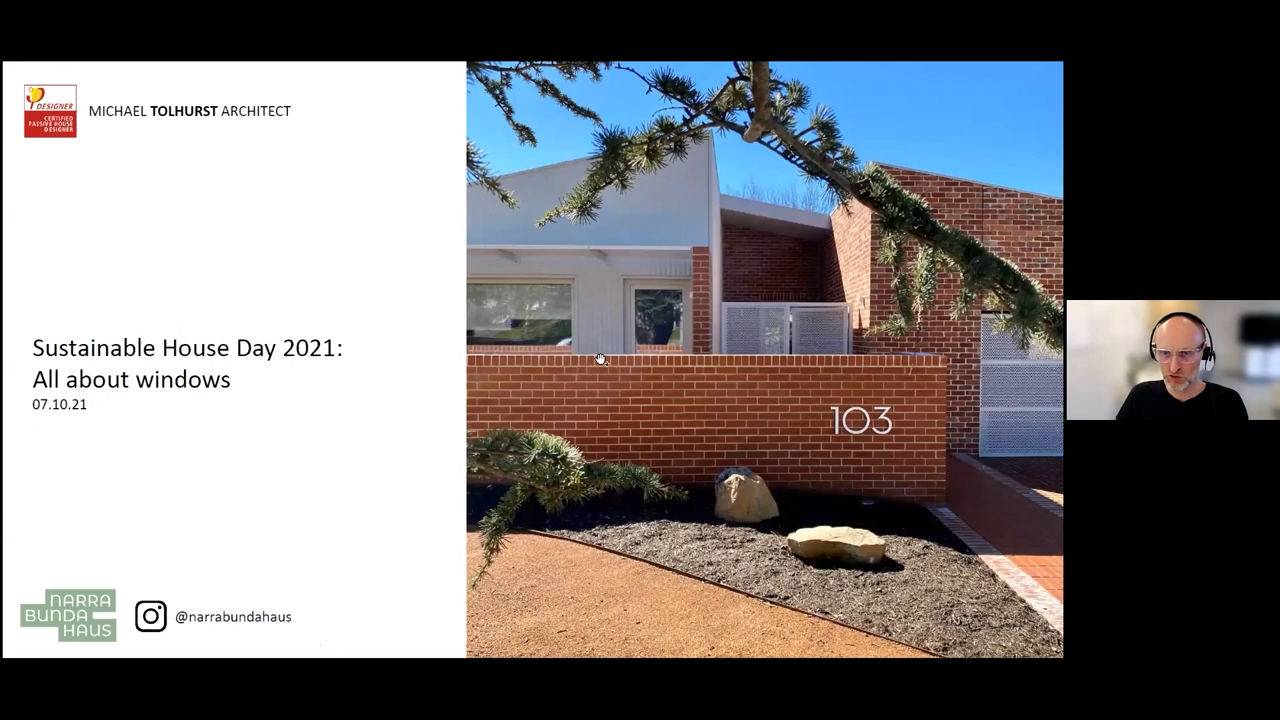 DESIGNER
CERTIFIED
PASSIVE HOUSE
DESIGNER
MICHAEL TOLHURST ARCHITECT
Sustainable House Day 2021:
All about windows
07.10.21
103
NARRA
BUNDA
HAUS
@narrabundahaus